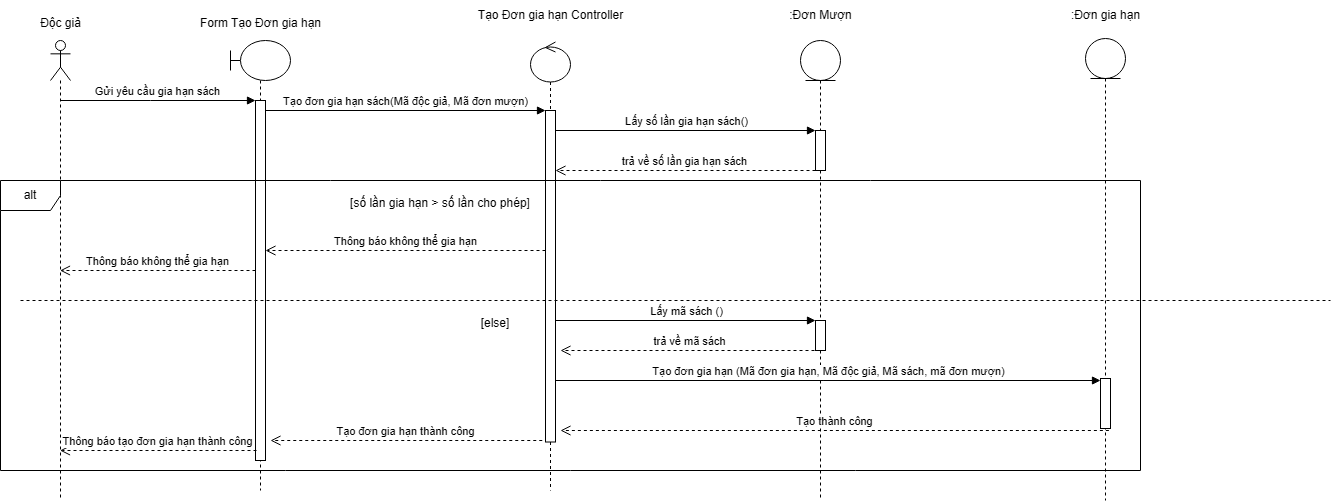 Độc giả
Form Tạo Đơn gia hạn
Tạo Đơn gia hạn Controller
:Đơn Mượn
:Đơn gia hạn
Gửi yêu cầu gia hạn sách
Tạo đơn gia hạn sách(Mã độc giả, Mã đơn mượn)
Lấy số lần gia hạn sách()
trả về số lần gia hạn sách
alt
[số lần gia hạn > số lần cho phép]
Thông báo không thể gia hạn
Thông báo không thể gia hạn
Lấy mã sách ()
[else]
trả về mã sách
Tạo đơn gia hạn (Mã đơn gia hạn, Mã độc giả, Mã sách, mã đơn mượn)
Tạo thành công
Tạo đơn gia hạn thành công
Thông báo tạo đơn gia hạn thành công